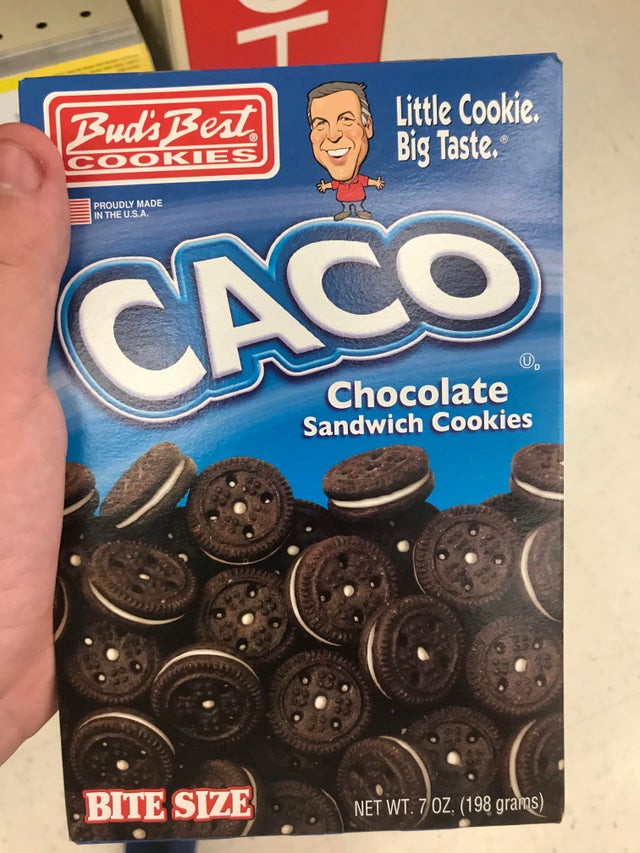 Bud's Best®
COOKIES
Little Cookie.
Big Taste.®
PROUDLY MADE
IN THE U.S.A.
CACO
Ⓤ D
Chocolate
Sandwich Cookies
BITE SIZE
NET WT. 7 OZ. (198 grams)